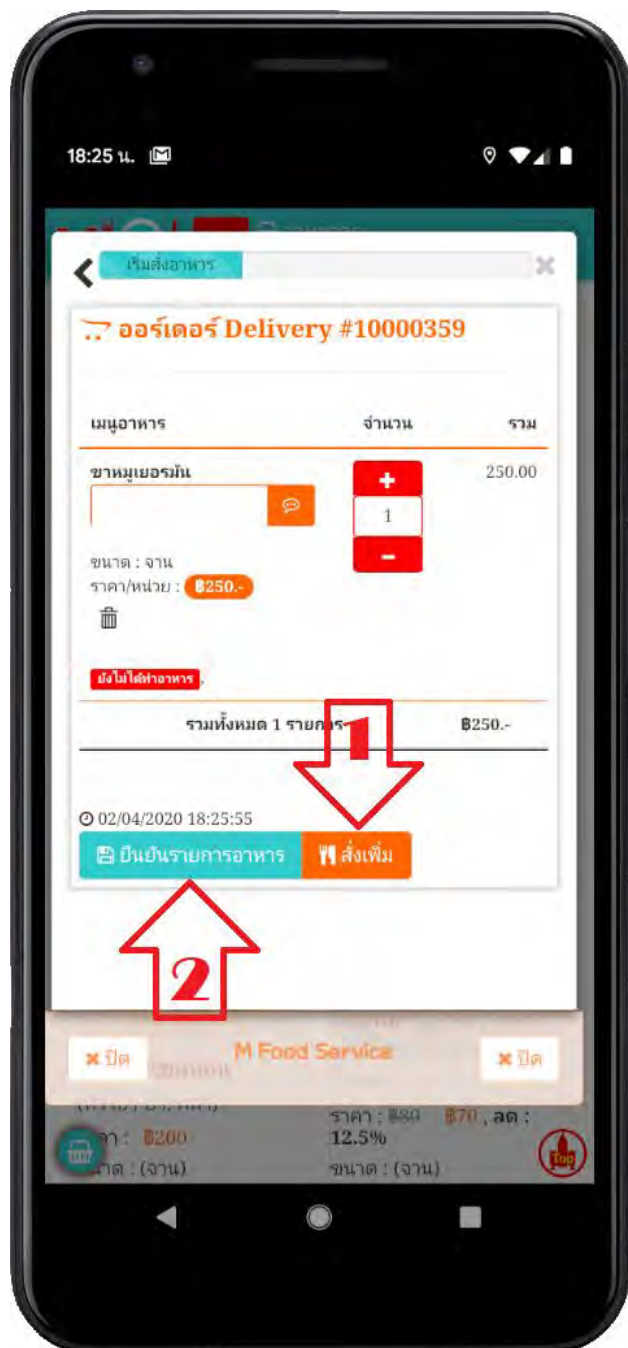 18:25 น.
เริ่มส่งอาหาร
ออร์เดอร์ Delivery #10000359
เมนูอาหาร จำนวน รวม
ขาหมูเยอรมัน 250.00
1
ขนาด : จาน
ราคา/หน่วย : ฿250.-
ยังไม่ได้ทำอาหาร ,
รวมทั้งหมด 1 รายการ ฿250.-
1
02/04/2020 18:25:55
ยืนยันรายการอาหาร สั่งเพิ่ม
2
ปิด M Food Service ปิด
ราคา : ฿80 ฿70 , ลด :
฿200 12.5%
: (จาน) ขนาด : (จาน)
Top